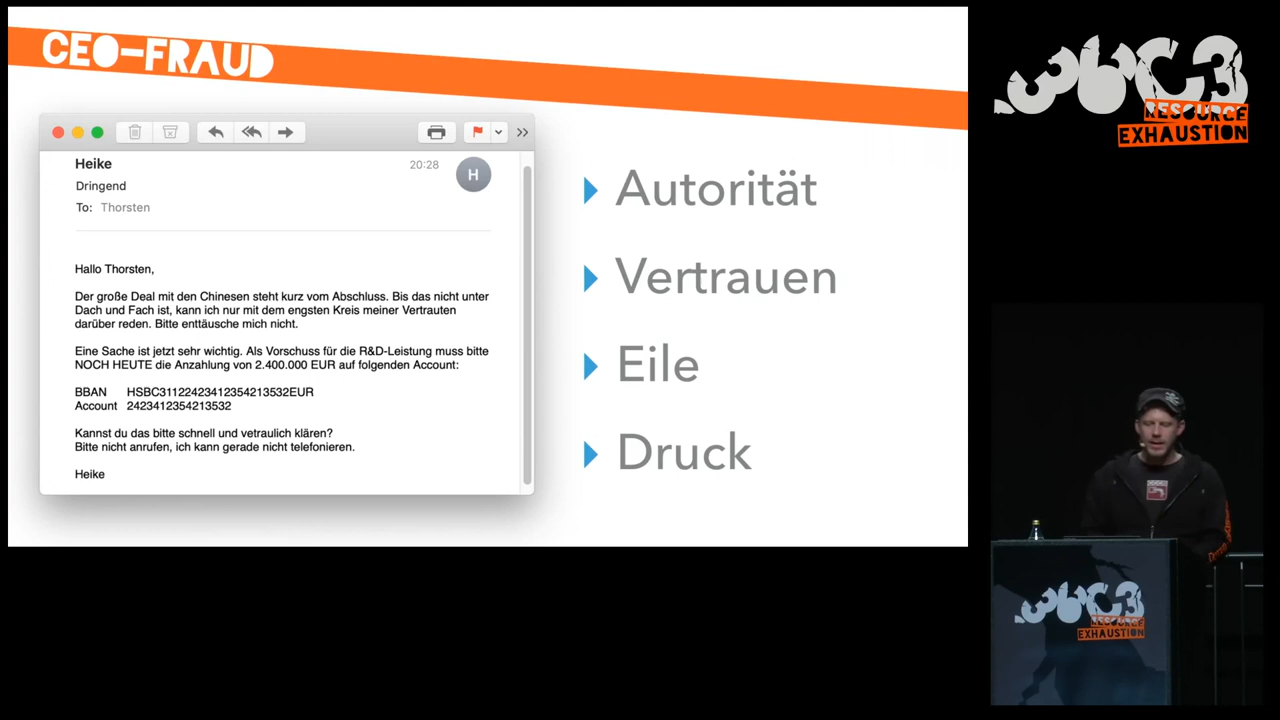 CEO-FRAUD
Heike
20:28
H
Dringend
To: Thorsten
Hallo Thorsten,
Der große Deal mit den Chinesen steht kurz vom Abschluss. Bis das nicht unter
Dach und Fach ist, kann ich nur mit dem engsten Kreis meiner Vertrauten
darüber reden. Bitte enttäusche mich nicht.
Eine Sache ist jetzt sehr wichtig. Als Vorschuss für die R&D-Leistung muss bitte
NOCH HEUTE die Anzahlung von 2.400.000 EUR auf folgenden Account:
BBAN HSBC31122423412354213532EUR
Account 2423412354213532
Kannst du das bitte schnell und vetraulich klären?
Bitte nicht anrufen, ich kann gerade nicht telefonieren.
Heike
Autorität
Vertrauen
Eile
Druck
36C3
RESOURCE
EXHAUSTION
36C3
RESOURCE
EXHAUSTION